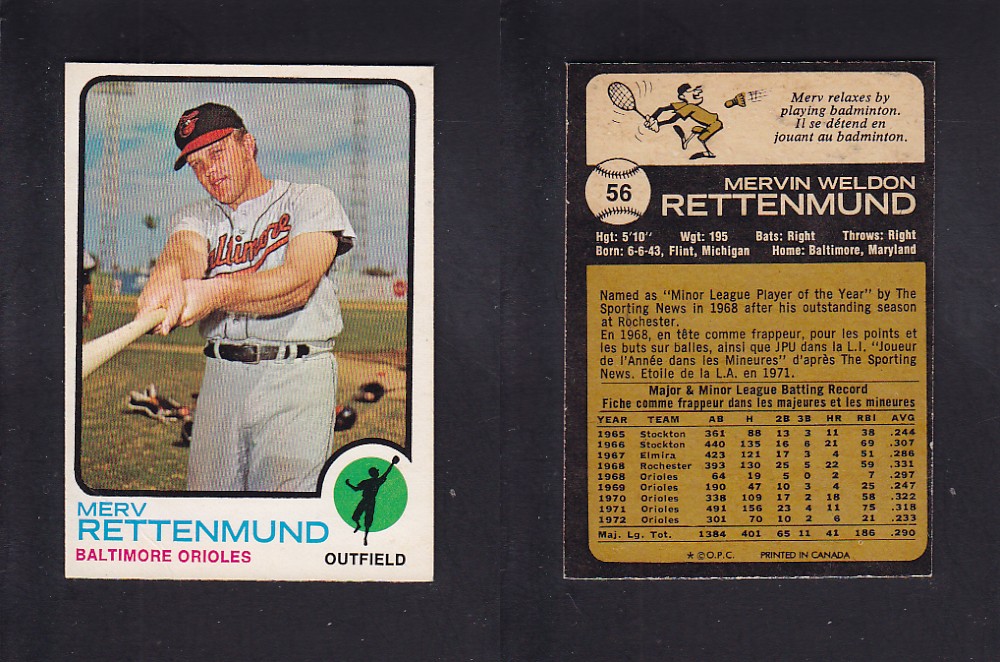 Baltimore
MERV
RETTENMUND
BALTIMORE ORIOLES
OUTFIELD
Merv relaxes by
playing badminton.
Il se détend en
jouant au badminton.
56
MERVIN WELDON
RETTENMUND
Hgt: 5'10" Wgt: 195 Bats: Right Throws: Right
Born: 6-6-43, Flint, Michigan Home: Baltimore, Maryland
Named as "Minor League Player of the Year" by The
Sporting News in 1968 after his outstanding season
at Rochester.
En 1968, en tête comme frappeur, pour les points et
les buts sur balles, ainsi que JPU dans la L.I. "Joueur
de l'Année dans les Mineures" d'après The Sporting
News. Etoile de la L.A. en 1971.
Major & Minor League Batting Record
Fiche comme frappeur dans les majeures et les mineures
YEAR TEAM AB H 2B 3B HR RBI AVG
1965 Stockton 361 88 13 3 11 38 .244
1966 Stockton 440 135 16 6 21 69 .307
1967 Elmira 423 121 17 3 4 51 .286
1968 Rochester 393 130 25 5 22 59 .331
1968 Orioles 64 19 5 0 2 7 .297
1969 Orioles 190 47 10 3 4 25 .247
1970 Orioles 338 109 17 2 18 58 .322
1971 Orioles 491 156 23 4 11 75 .318
1972 Orioles 301 70 10 2 6 21 .233
Maj. Lg. Tot. 1384 401 65 11 41 186 .290
* © O.P.C. PRINTED IN CANADA